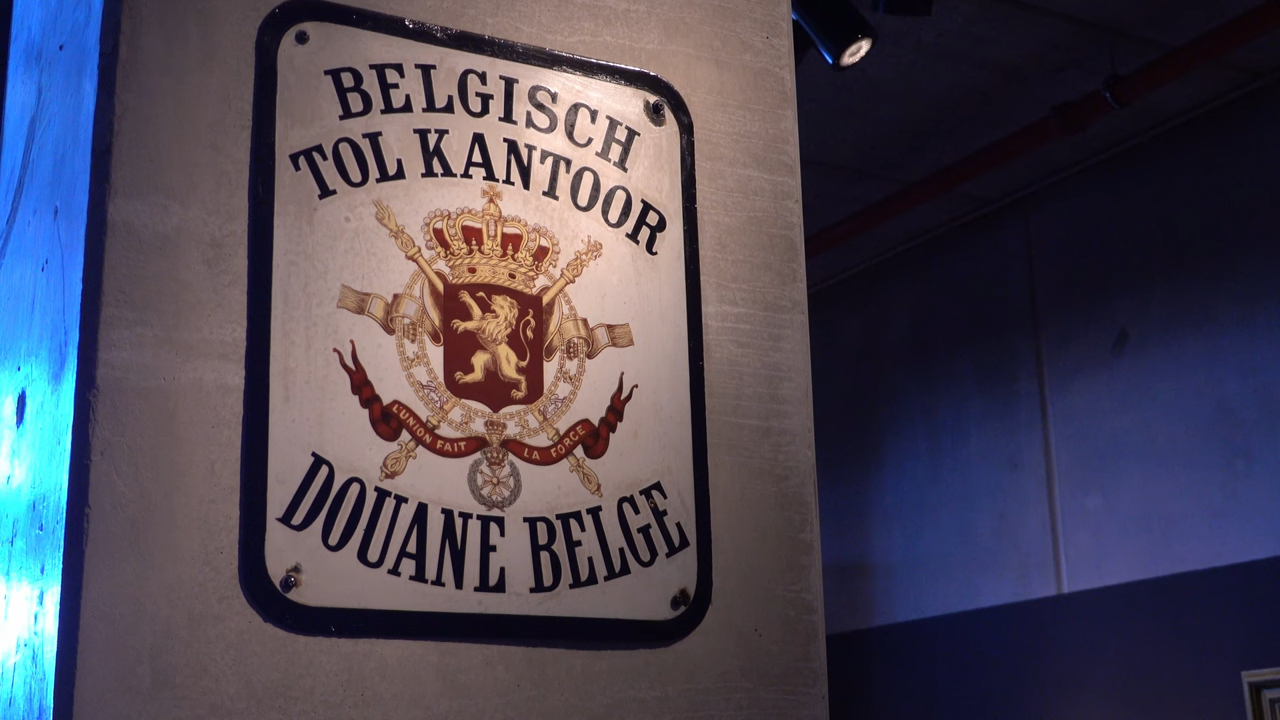 BELGISCH
TOL KANTOOR
L'UNION FAIT LA FORCE
DOUANE BELGE